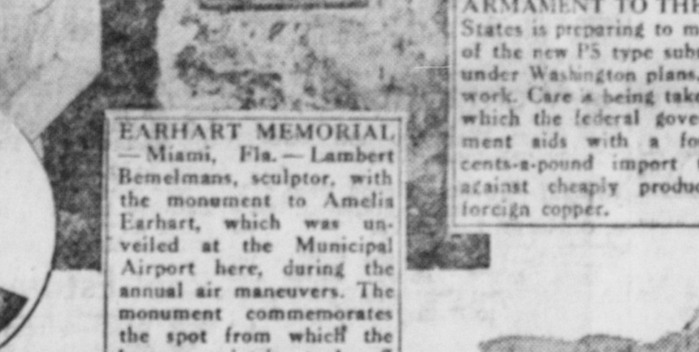 EARHART MEMORIAL
— Miami, Fla. — Lambert
Bemelmans, sculptor, with
the monument to Amelia
Earhart, which was un-
veiled at the Municipal
Airport here, during the
annual air maneuvers. The
monument commemorates
the spot from which the
ARMAMENT TO THE
States is preparing to m
of the new P5 type sub
under Washington plans
work. Care is being take
which the federal gove
ment aids with a fo
cents-a-pound import
against cheaply produ
foreign copper.